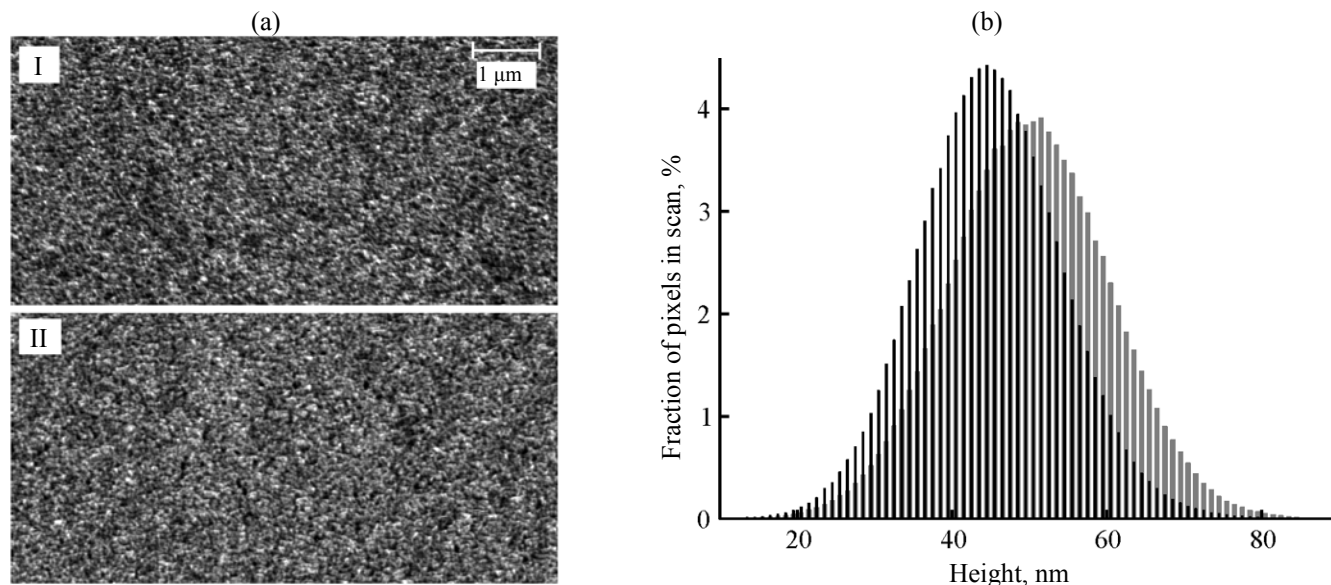 (a)
I
1 μm
II
(b)
Fraction of pixels in scan, %
4
3
2
1
0
20
40
60
80
Height, nm